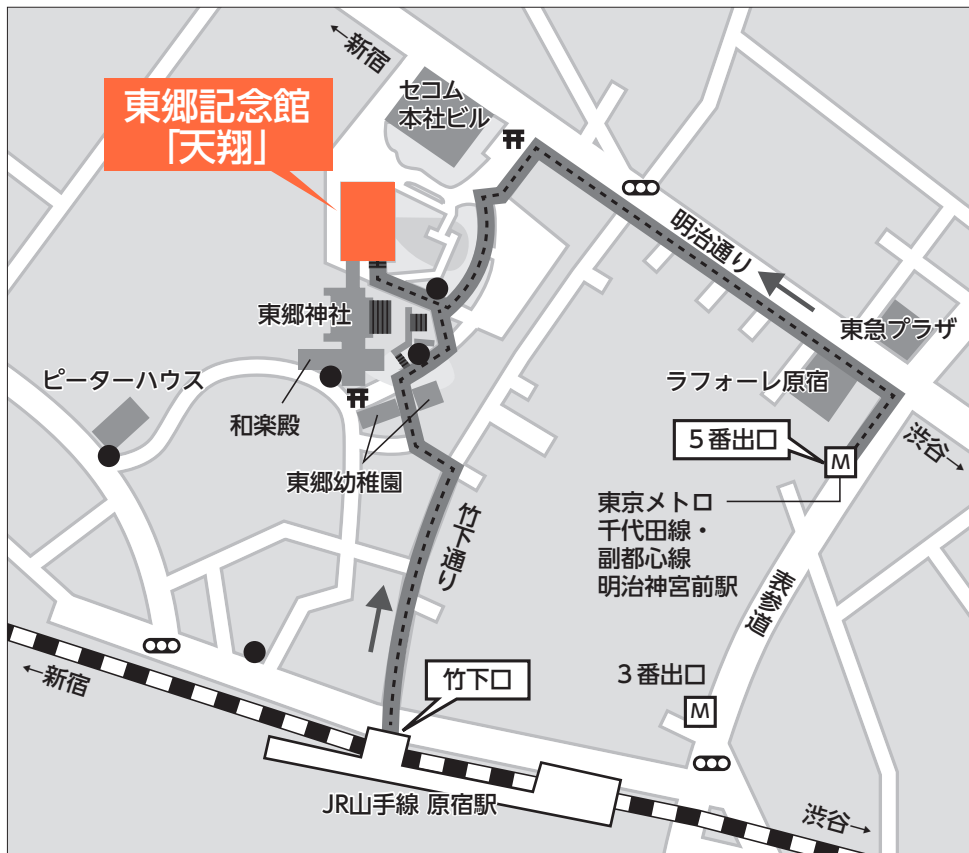 ←新宿
セコム
本社ビル
東郷記念館
「天翔」
明治通り
東急プラザ
東郷神社
ラフォーレ原宿
ピーターハウス
和楽殿
5番出口
M
渋谷→
東郷幼稚園
東京メトロ
千代田線・
副都心線
明治神宮前駅
竹下通り
表参道
3番出口
M
竹下口
←新宿
JR山手線 原宿駅
渋谷→